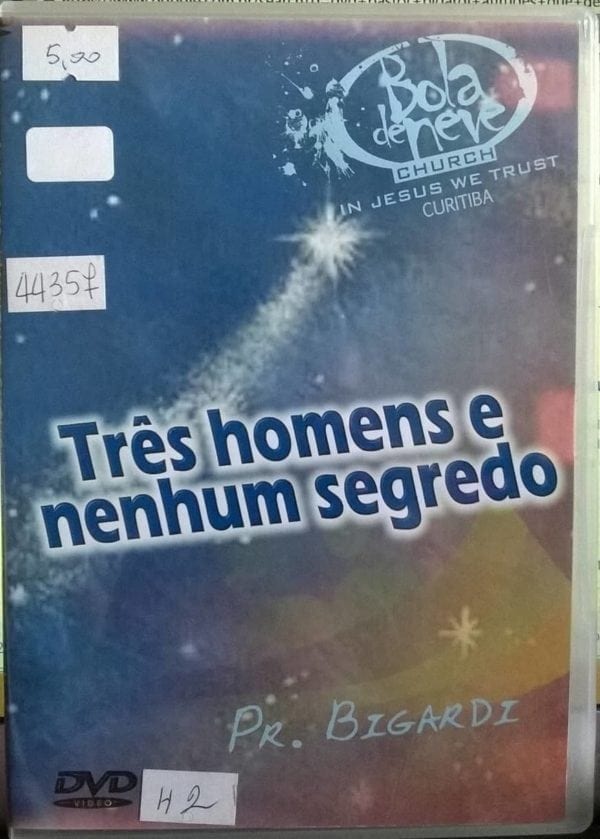 5,00
Bola
de neve
CHURCH
IN JESUS WE TRUST
CURITIBA
44357
Três homens e
nenhum segredo
PR. BIGARDI
DVD
VIDEO
H2